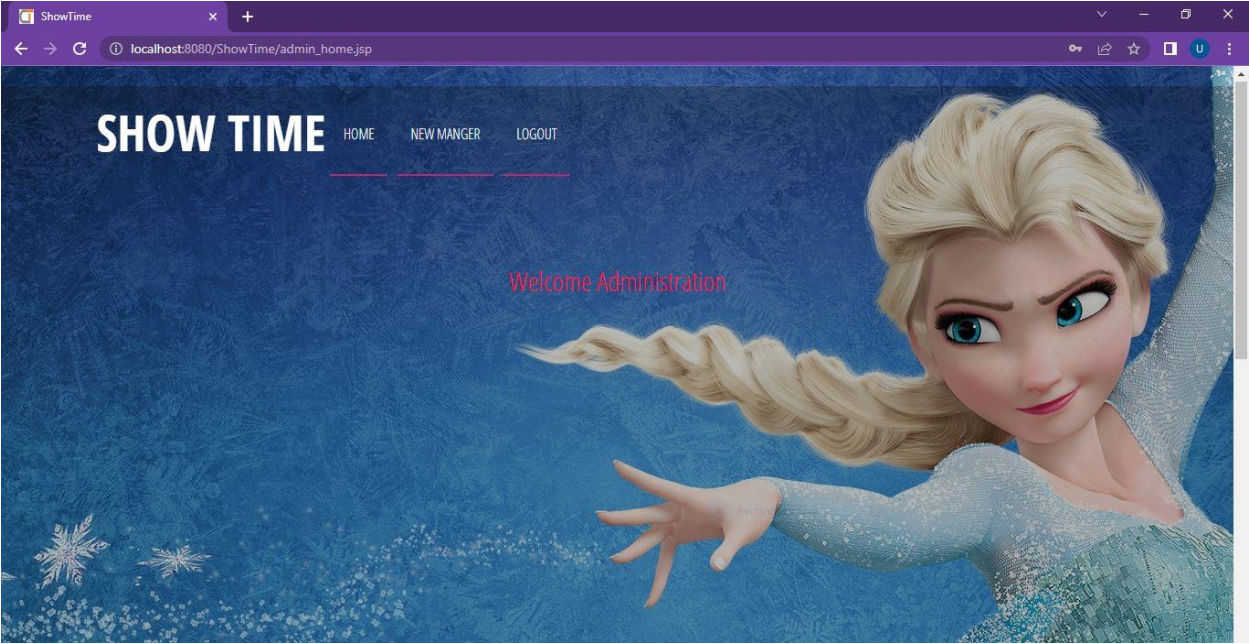 ShowTime
localhost:8080/ShowTime/admin_home.jsp
U
SHOW TIME HOME NEW MANGER LOGOUT
Welcome Administration